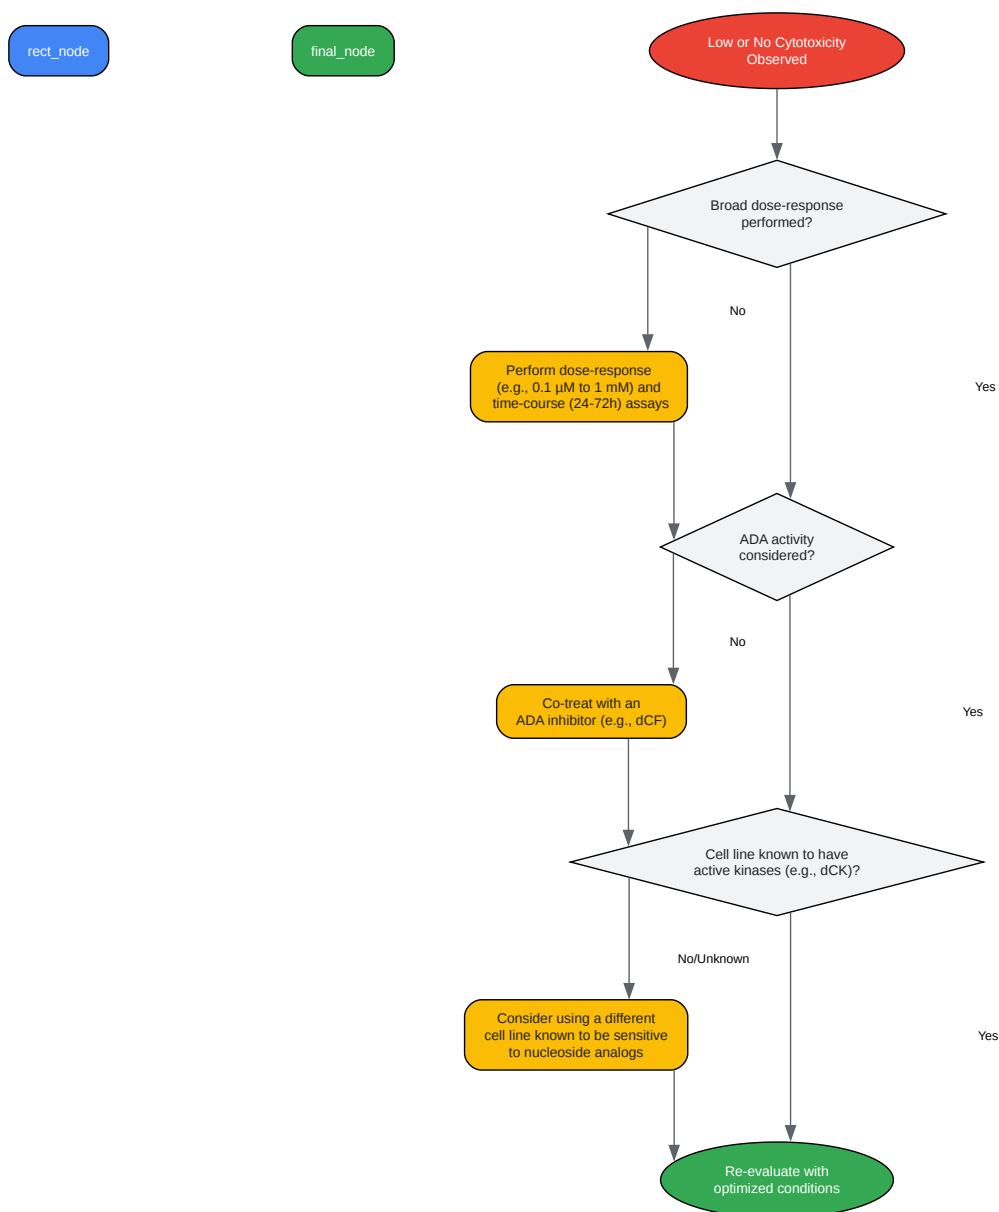 rect_node
final_node
Low or No Cytotoxicity
Observed
Broad dose-response
performed?
No
Perform dose-response
(e.g., 0.1 µM to 1 mM) and
time-course (24-72h) assays
Yes
ADA activity
considered?
No
Co-treat with an
ADA inhibitor (e.g., dCF)
Yes
Cell line known to have
active kinases (e.g., dCK)?
No/Unknown
Consider using a different
cell line known to be sensitive
to nucleoside analogs
Yes
Re-evaluate with
optimized conditions